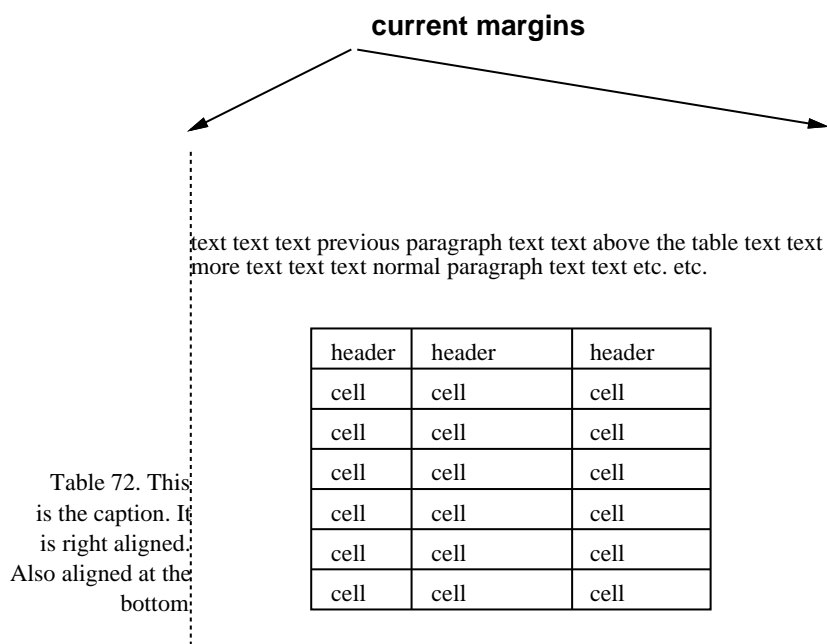 current margins
text text text previous paragraph text text above the table text text
more text text text normal paragraph text text etc. etc.
header header header
cell cell cell
cell cell cell
cell cell cell
cell cell cell
cell cell cell
cell cell cell
Table 72. This
is the caption. It
is right aligned.
Also aligned at the
bottom